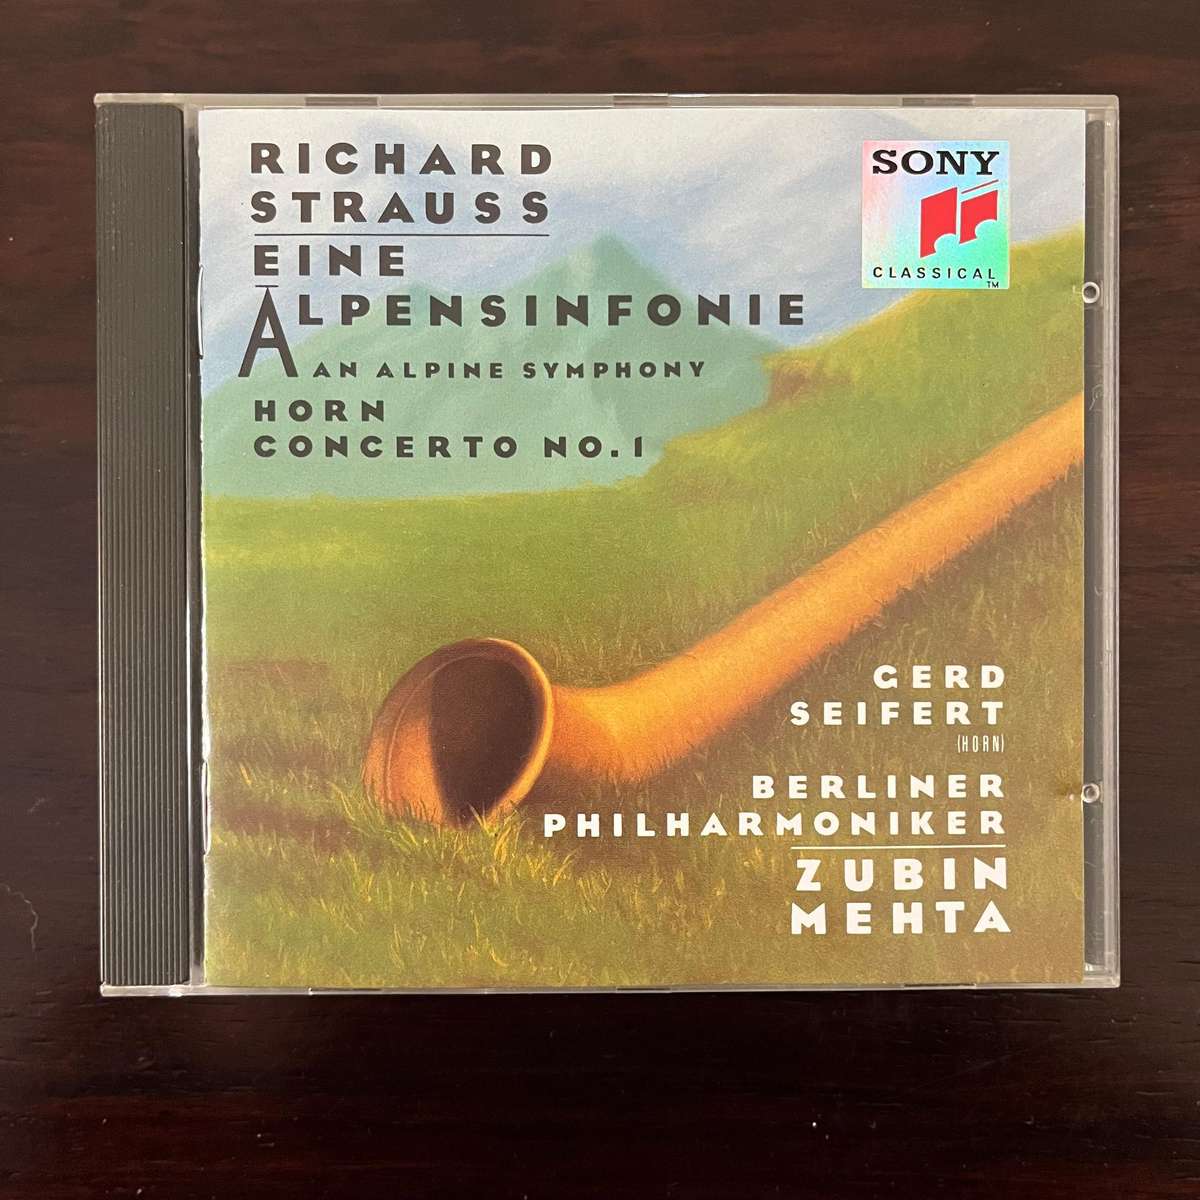 RICHARD
STRAUSS
EINE
ALPENSINFONIE
AN ALPINE SYMPHONY
HORN
CONCERTO NO. 1
SONY
CLASSICAL
TM
GERD
SEIFERT
(HORN)
BERLINER
PHILHARMONIKER
ZUBIN
MEHTA